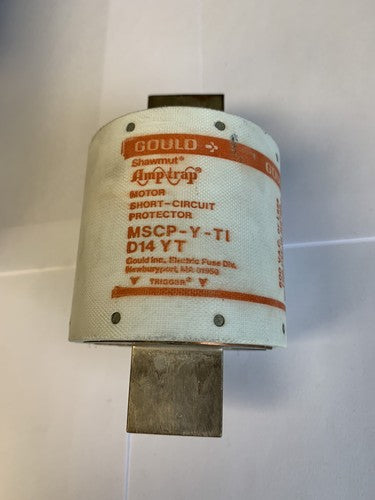 GOULD
Shawmut®
Amp-trap®
MOTOR
SHORT-CIRCUIT
PROTECTOR
MSCP-Y-TI
D14 YT
Gould Inc., Electric Fuse Div.
Newburyport, MA 01950
TRIGGER